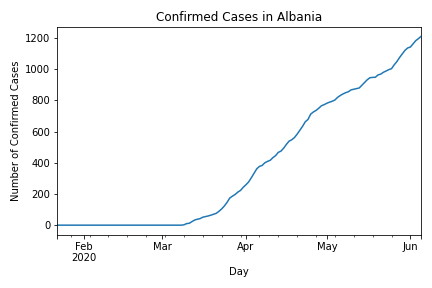 Confirmed Cases in Albania
Number of Confirmed Cases
1200
1000
800
600
400
200
0
Feb
2020
Mar
Apr
May
Jun
Day